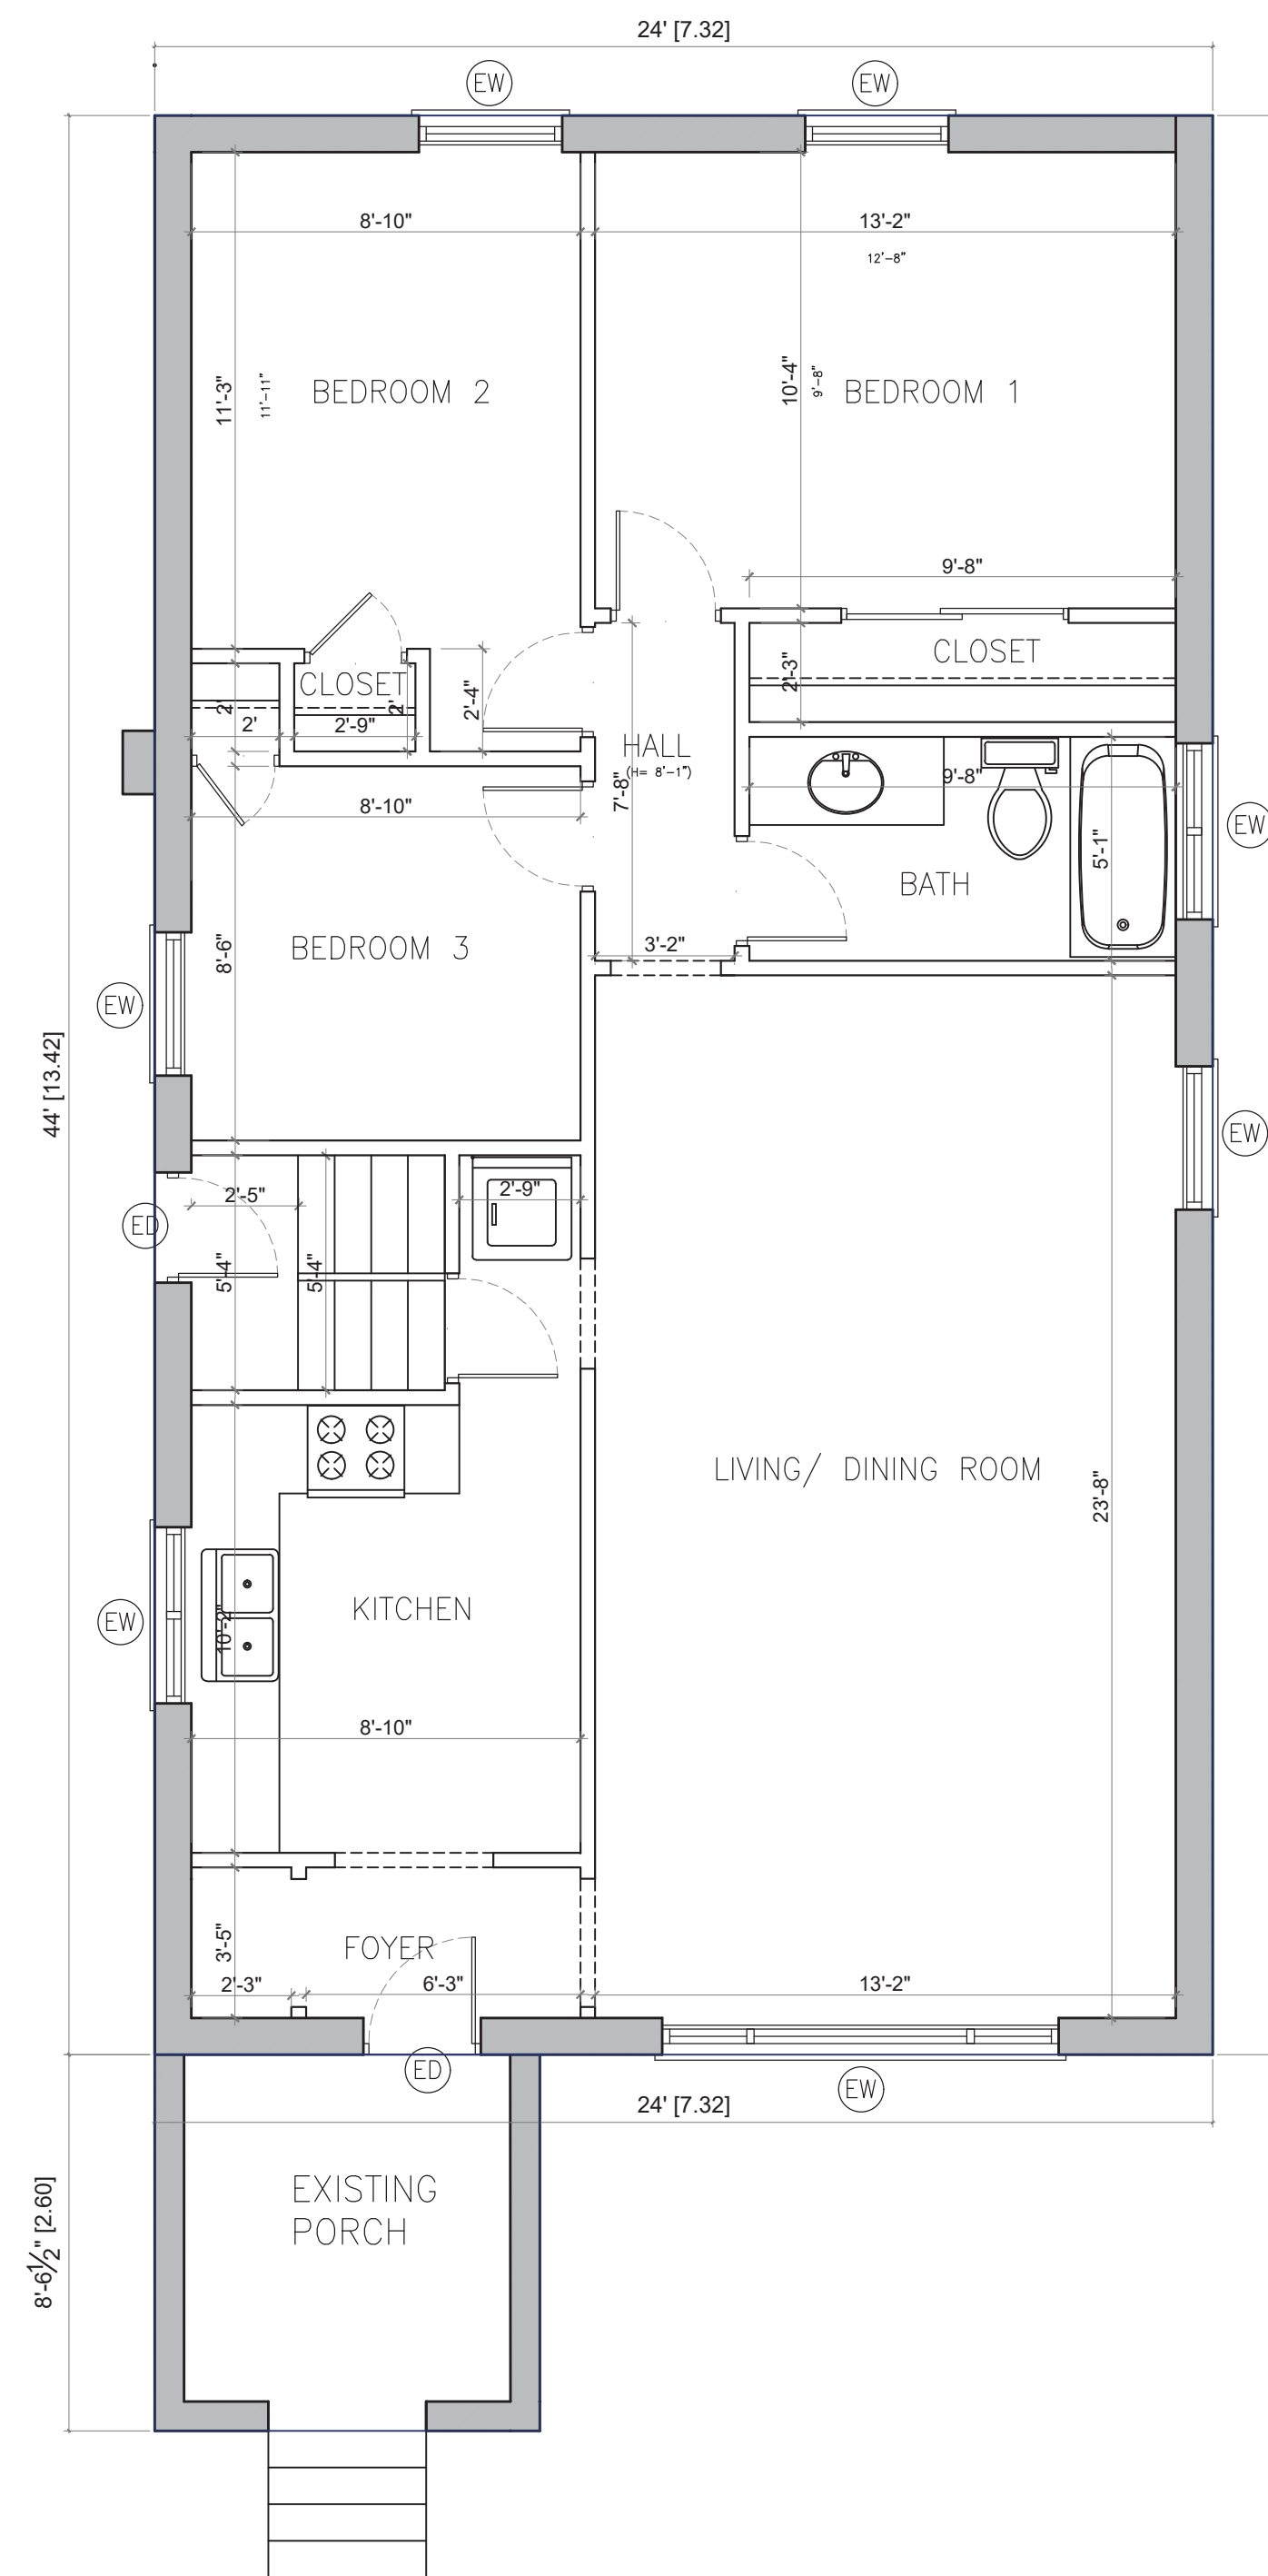 24' [7.32]
EW
EW
8'-10"
13'-2"
12'-8"
11'-3"
11'-11"
BEDROOM 2
10'-4"
9'-8"
BEDROOM 1
9'-8"
CLOSET
2'-3"
CLOSET
2'
2'
2'-4"
2'
2'-9"
HALL
(H= 8'-1")
7'-8"
9'-8"
EW
8'-10"
5'-1"
BATH
BEDROOM 3
8'-6"
3'-2"
EW
44' [13.42]
EW
2'-5"
2'-9"
ED
5'-4"
5'-4"
LIVING/ DINING ROOM
23'-8"
KITCHEN
EW
10'-2"
8'-10"
3'-5"
FOYER
2'-3"
6'-3"
13'-2"
ED
EW
24' [7.32]
EXISTING
PORCH
8'-6½" [2.60]